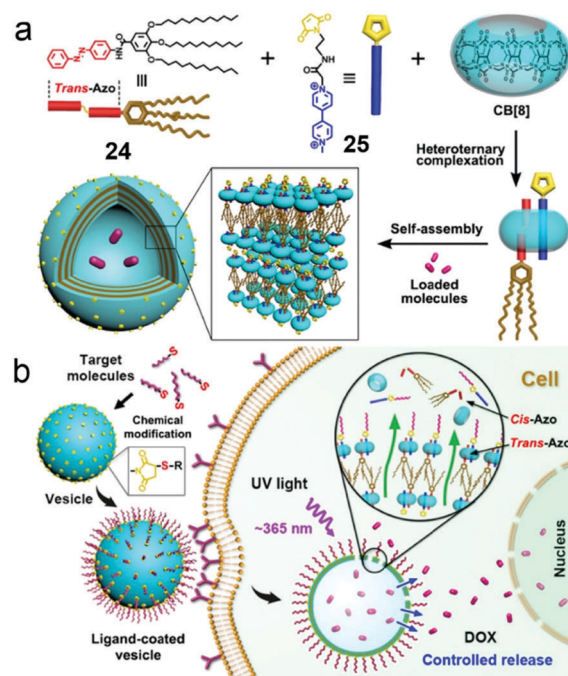 a
Trans-Azo
24
+
25
+
CB[8]
Heteroternary
complexation
Self-assembly
Loaded
molecules
b
Target
molecules
Chemical
modification
S-R
Vesicle
Ligand-coated
vesicle
UV light
~365 nm
Cell
Cis-Azo
Trans-Azo
Nucleus
DOX
Controlled release